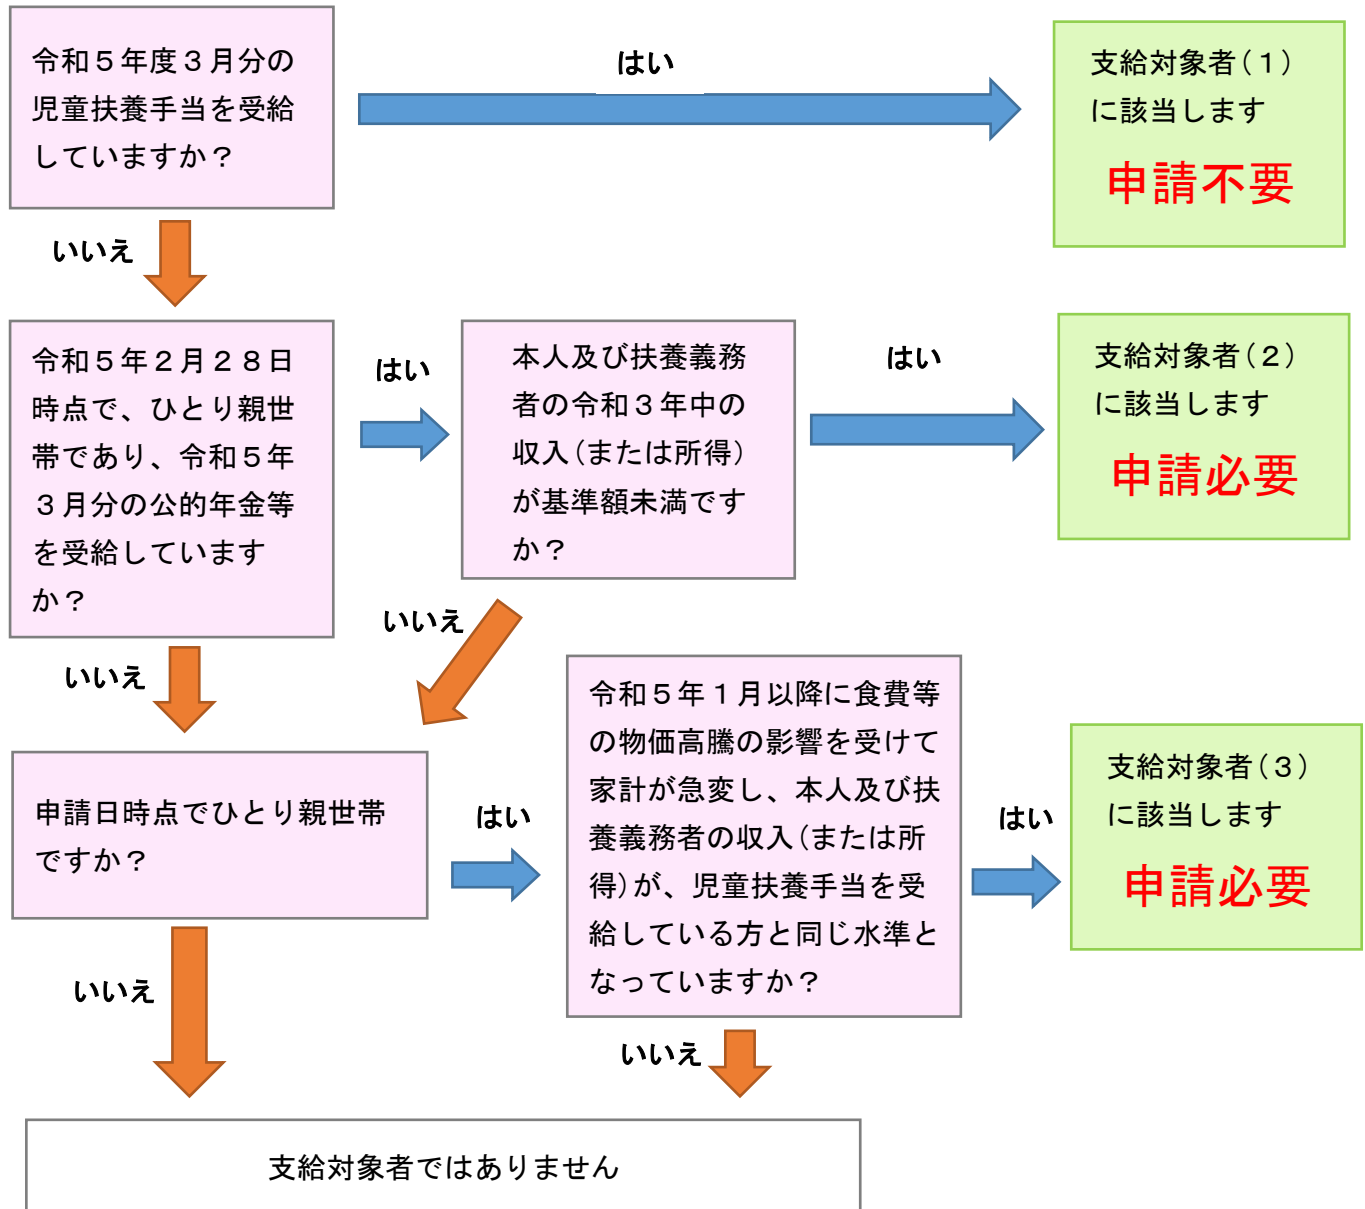 令和５年度３月分の
児童扶養手当を受給
していますか？
はい
支給対象者（１）
に該当します
申請不要
いいえ
令和５年２月２８日
時点で、ひとり親世
帯であり、令和５年
３月分の公的年金等
を受給しています
か？
はい
本人及び扶養義務
者の令和３年中の
収入（または所得）
が基準額未満です
か？
はい
支給対象者（２）
に該当します
申請必要
いいえ
いいえ
申請日時点でひとり親世帯
ですか？
はい
令和５年１月以降に食費等
の物価高騰の影響を受けて
家計が急変し、本人及び扶
養義務者の収入（または所
得）が、児童扶養手当を受
給している方と同じ水準と
なっていますか？
はい
支給対象者（３）
に該当します
申請必要
いいえ
いいえ
支給対象者ではありません